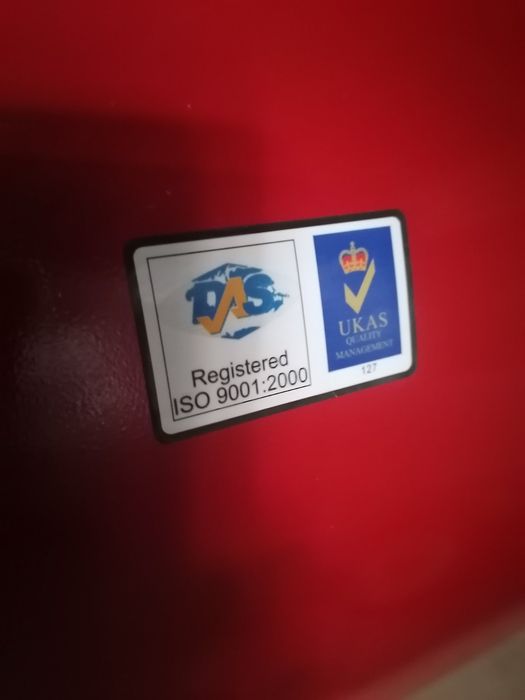 DAS
Registered
ISO 9001:2000
UKAS
QUALITY
MANAGEMENT
127